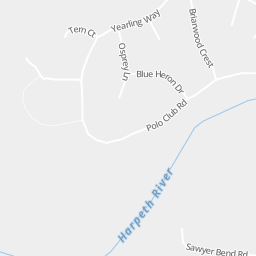 Yearling Way
Tern Ct
Osprey Ln
Briarwood Crest
Blue Heron Dr
Polo Club Rd
Harpeth River
Sawyer Bend Rd